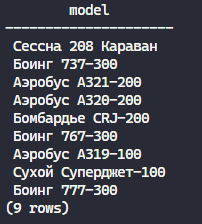 model
---------------------
Сессна 208 Караван
Боинг 737-300
Аэробус A321-200
Аэробус A320-200
Бомбардье CRJ-200
Боинг 767-300
Аэробус A319-100
Сухой Суперджет-100
Боинг 777-300
(9 rows)